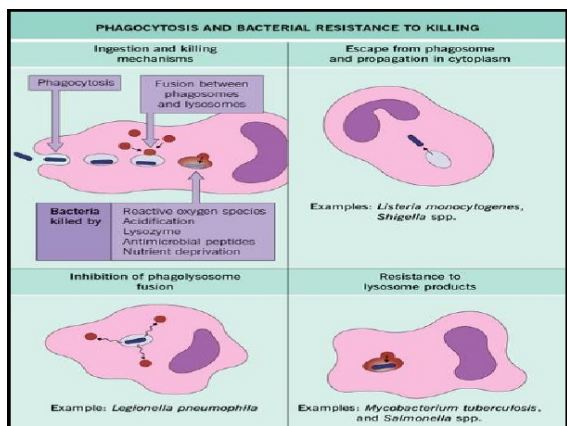 PHAGOCYTOSIS AND BACTERIAL RESISTANCE TO KILLING
Ingestion and killing
mechanisms
Phagocytosis
Fusion between
phagosomes
and lysosomes
Bacteria
killed by
Reactive oxygen species
Acidification
Lysozyme
Antimicrobial peptides
Nutrient deprivation
Escape from phagosome
and propagation in cytoplasm
Examples: Listeria monocytogenes,
Shigella spp.
Inhibition of phagolysosome
fusion
Example: Legionella pneumophila
Resistance to
lysosome products
Examples: Mycobacterium tuberculosis,
and Salmonella spp.